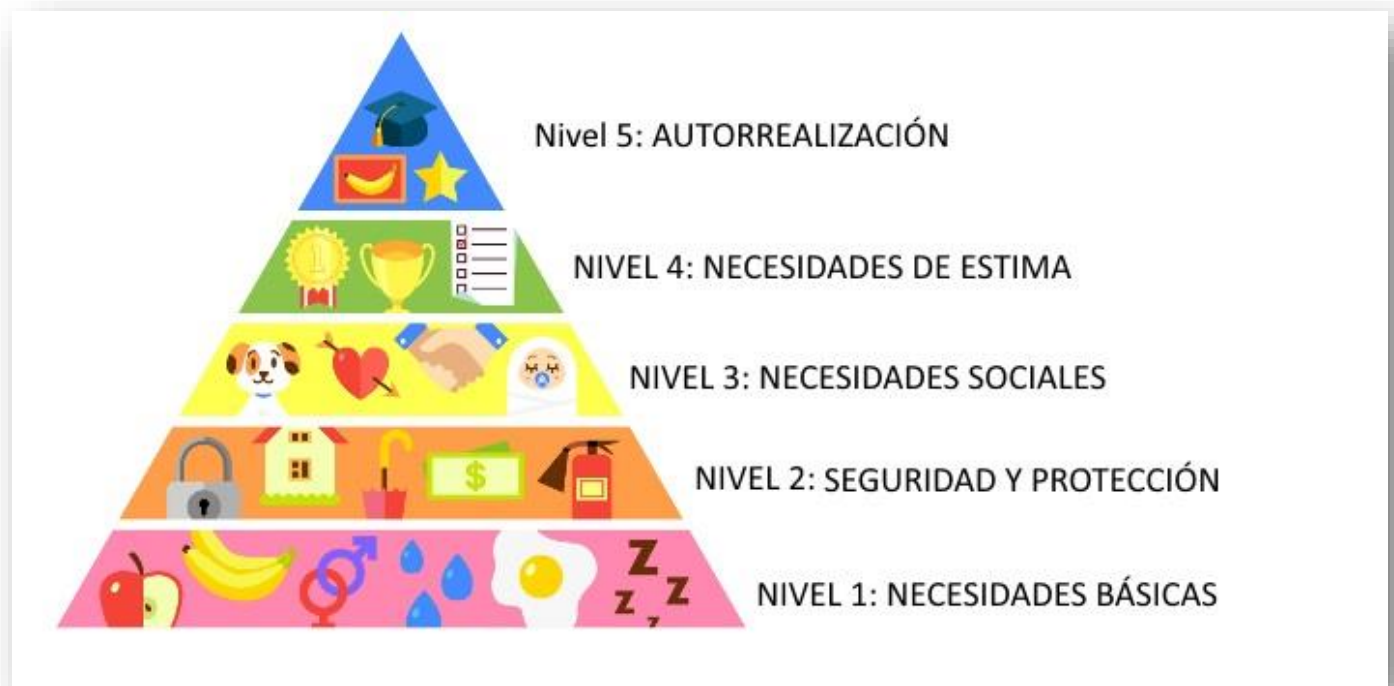 Nivel 5: AUTORREALIZACIÓN
1
NIVEL 4: NECESIDADES DE ESTIMA
NIVEL 3: NECESIDADES SOCIALES
$
NIVEL 2: SEGURIDAD Y PROTECCIÓN
Z
Z
Z
Z
NIVEL 1: NECESIDADES BÁSICAS